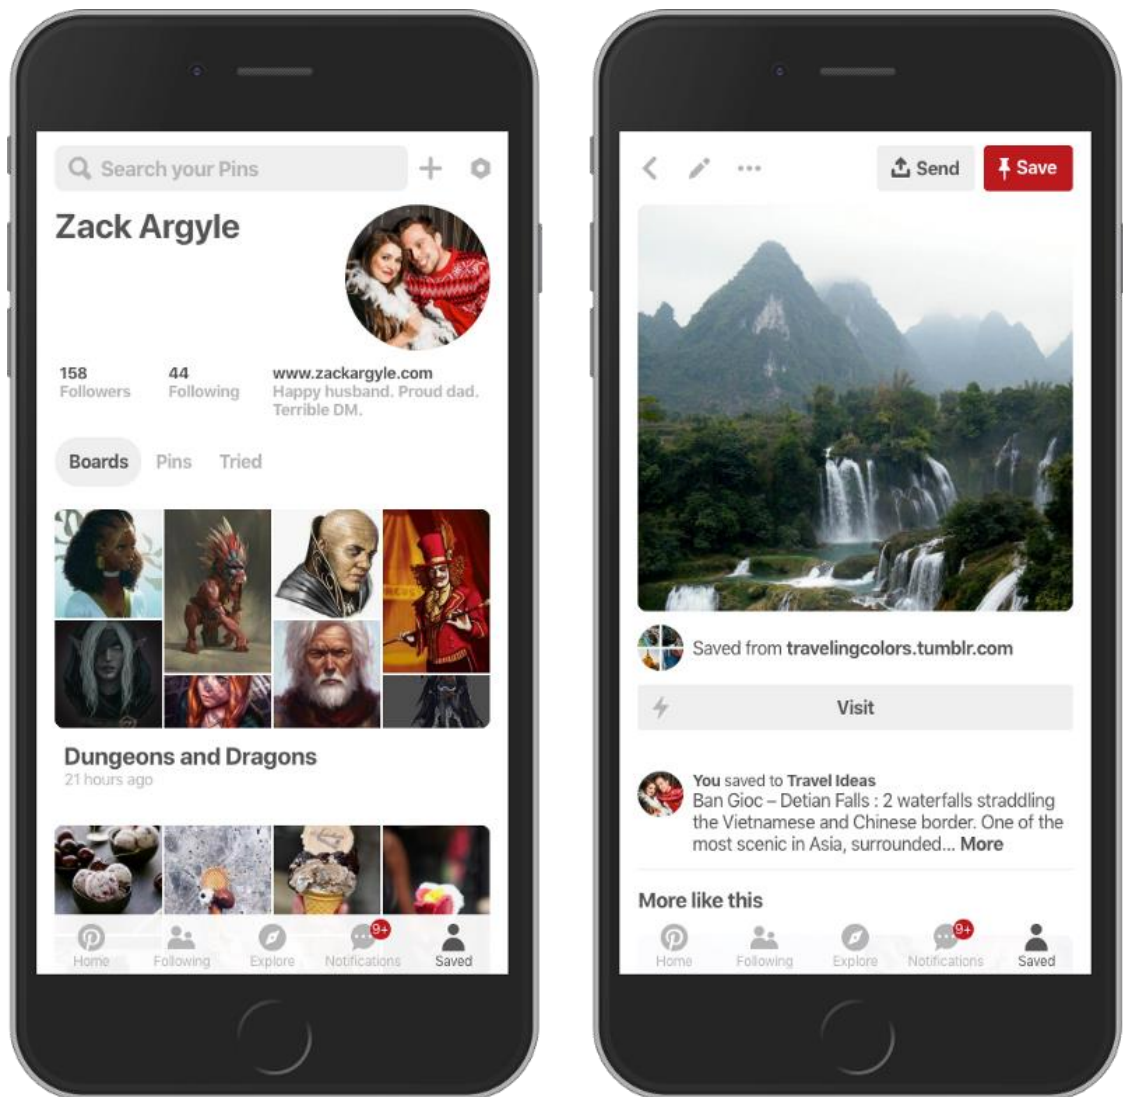 Search your Pins
Zack Argyle
158
Followers
44
Following
www.zackargyle.com
Happy husband. Proud dad.
Terrible DM.
Boards
Pins
Tried
Dungeons and Dragons
21 hours ago
Home
Following
Explore
9+
Notifications
Saved
Send
Save
Saved from travelingcolors.tumblr.com
Visit
You saved to Travel Ideas
Ban Gioc – Detian Falls : 2 waterfalls straddling
the Vietnamese and Chinese border. One of the
most scenic in Asia, surrounded... More
More like this
Home
Following
Explore
9+
Notifications
Saved